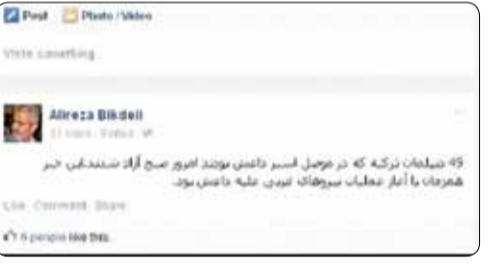 Post Photo / Video
Write something
Alireza Bikdeli
49 دیپلمات ترکیه که در موصل اسیر داعش بودند امروز صبح آزاد شدند.این خبر
همزمان با آغاز عملیات نیروهای غربی علیه داعش بود.
Like Comment Share
6 people like this.